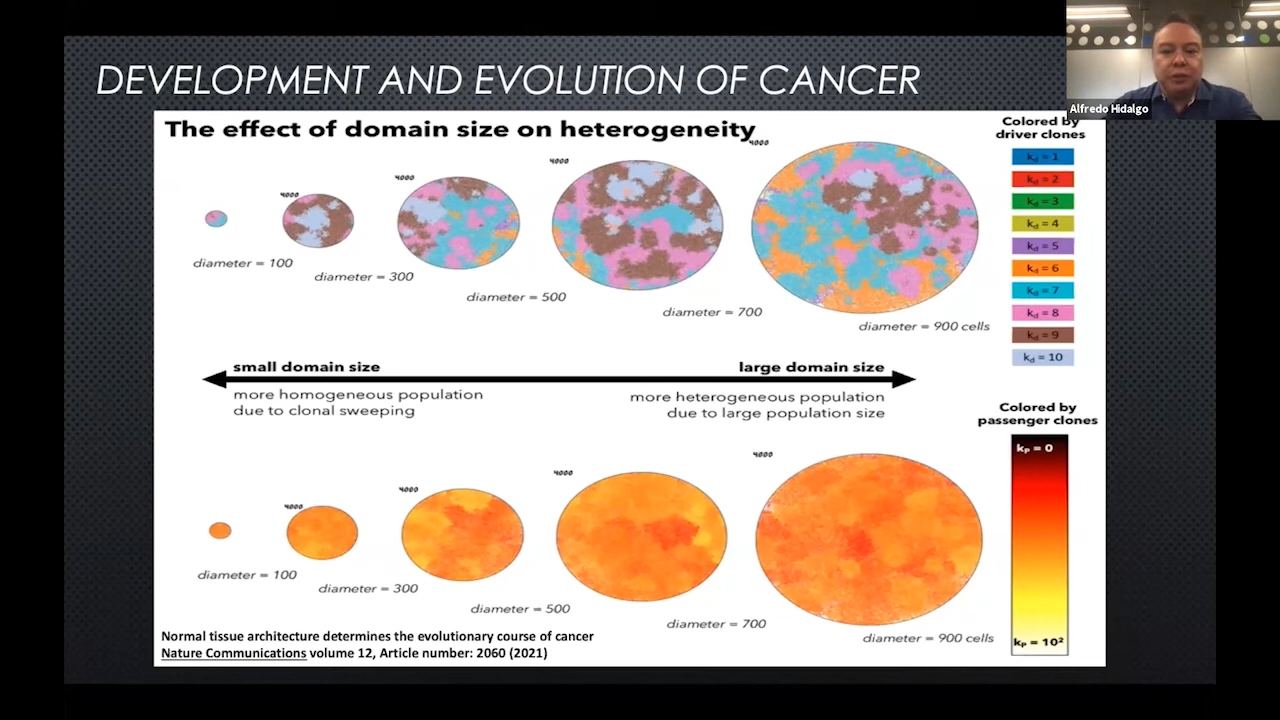 DEVELOPMENT AND EVOLUTION OF CANCER
Alfredo Hidalgo
The effect of domain size on heterogeneity
4000
4000
4000
4000
diameter = 100
diameter = 300
diameter = 500
diameter = 700
diameter = 900 cells
Colored by
driver clones
kd = 1
kd = 2
kd = 3
kd = 4
kd = 5
kd = 6
kd = 7
kd = 8
kd = 9
kd = 10
small domain size
more homogeneous population
due to clonal sweeping
large domain size
more heterogeneous population
due to large population size
Colored by
passenger clones
kP = 0
kP = 10²
4000
4000
4000
4000
diameter = 100
diameter = 300
diameter = 500
diameter = 700
diameter = 900 cells
Normal tissue architecture determines the evolutionary course of cancer
Nature Communications volume 12, Article number: 2060 (2021)